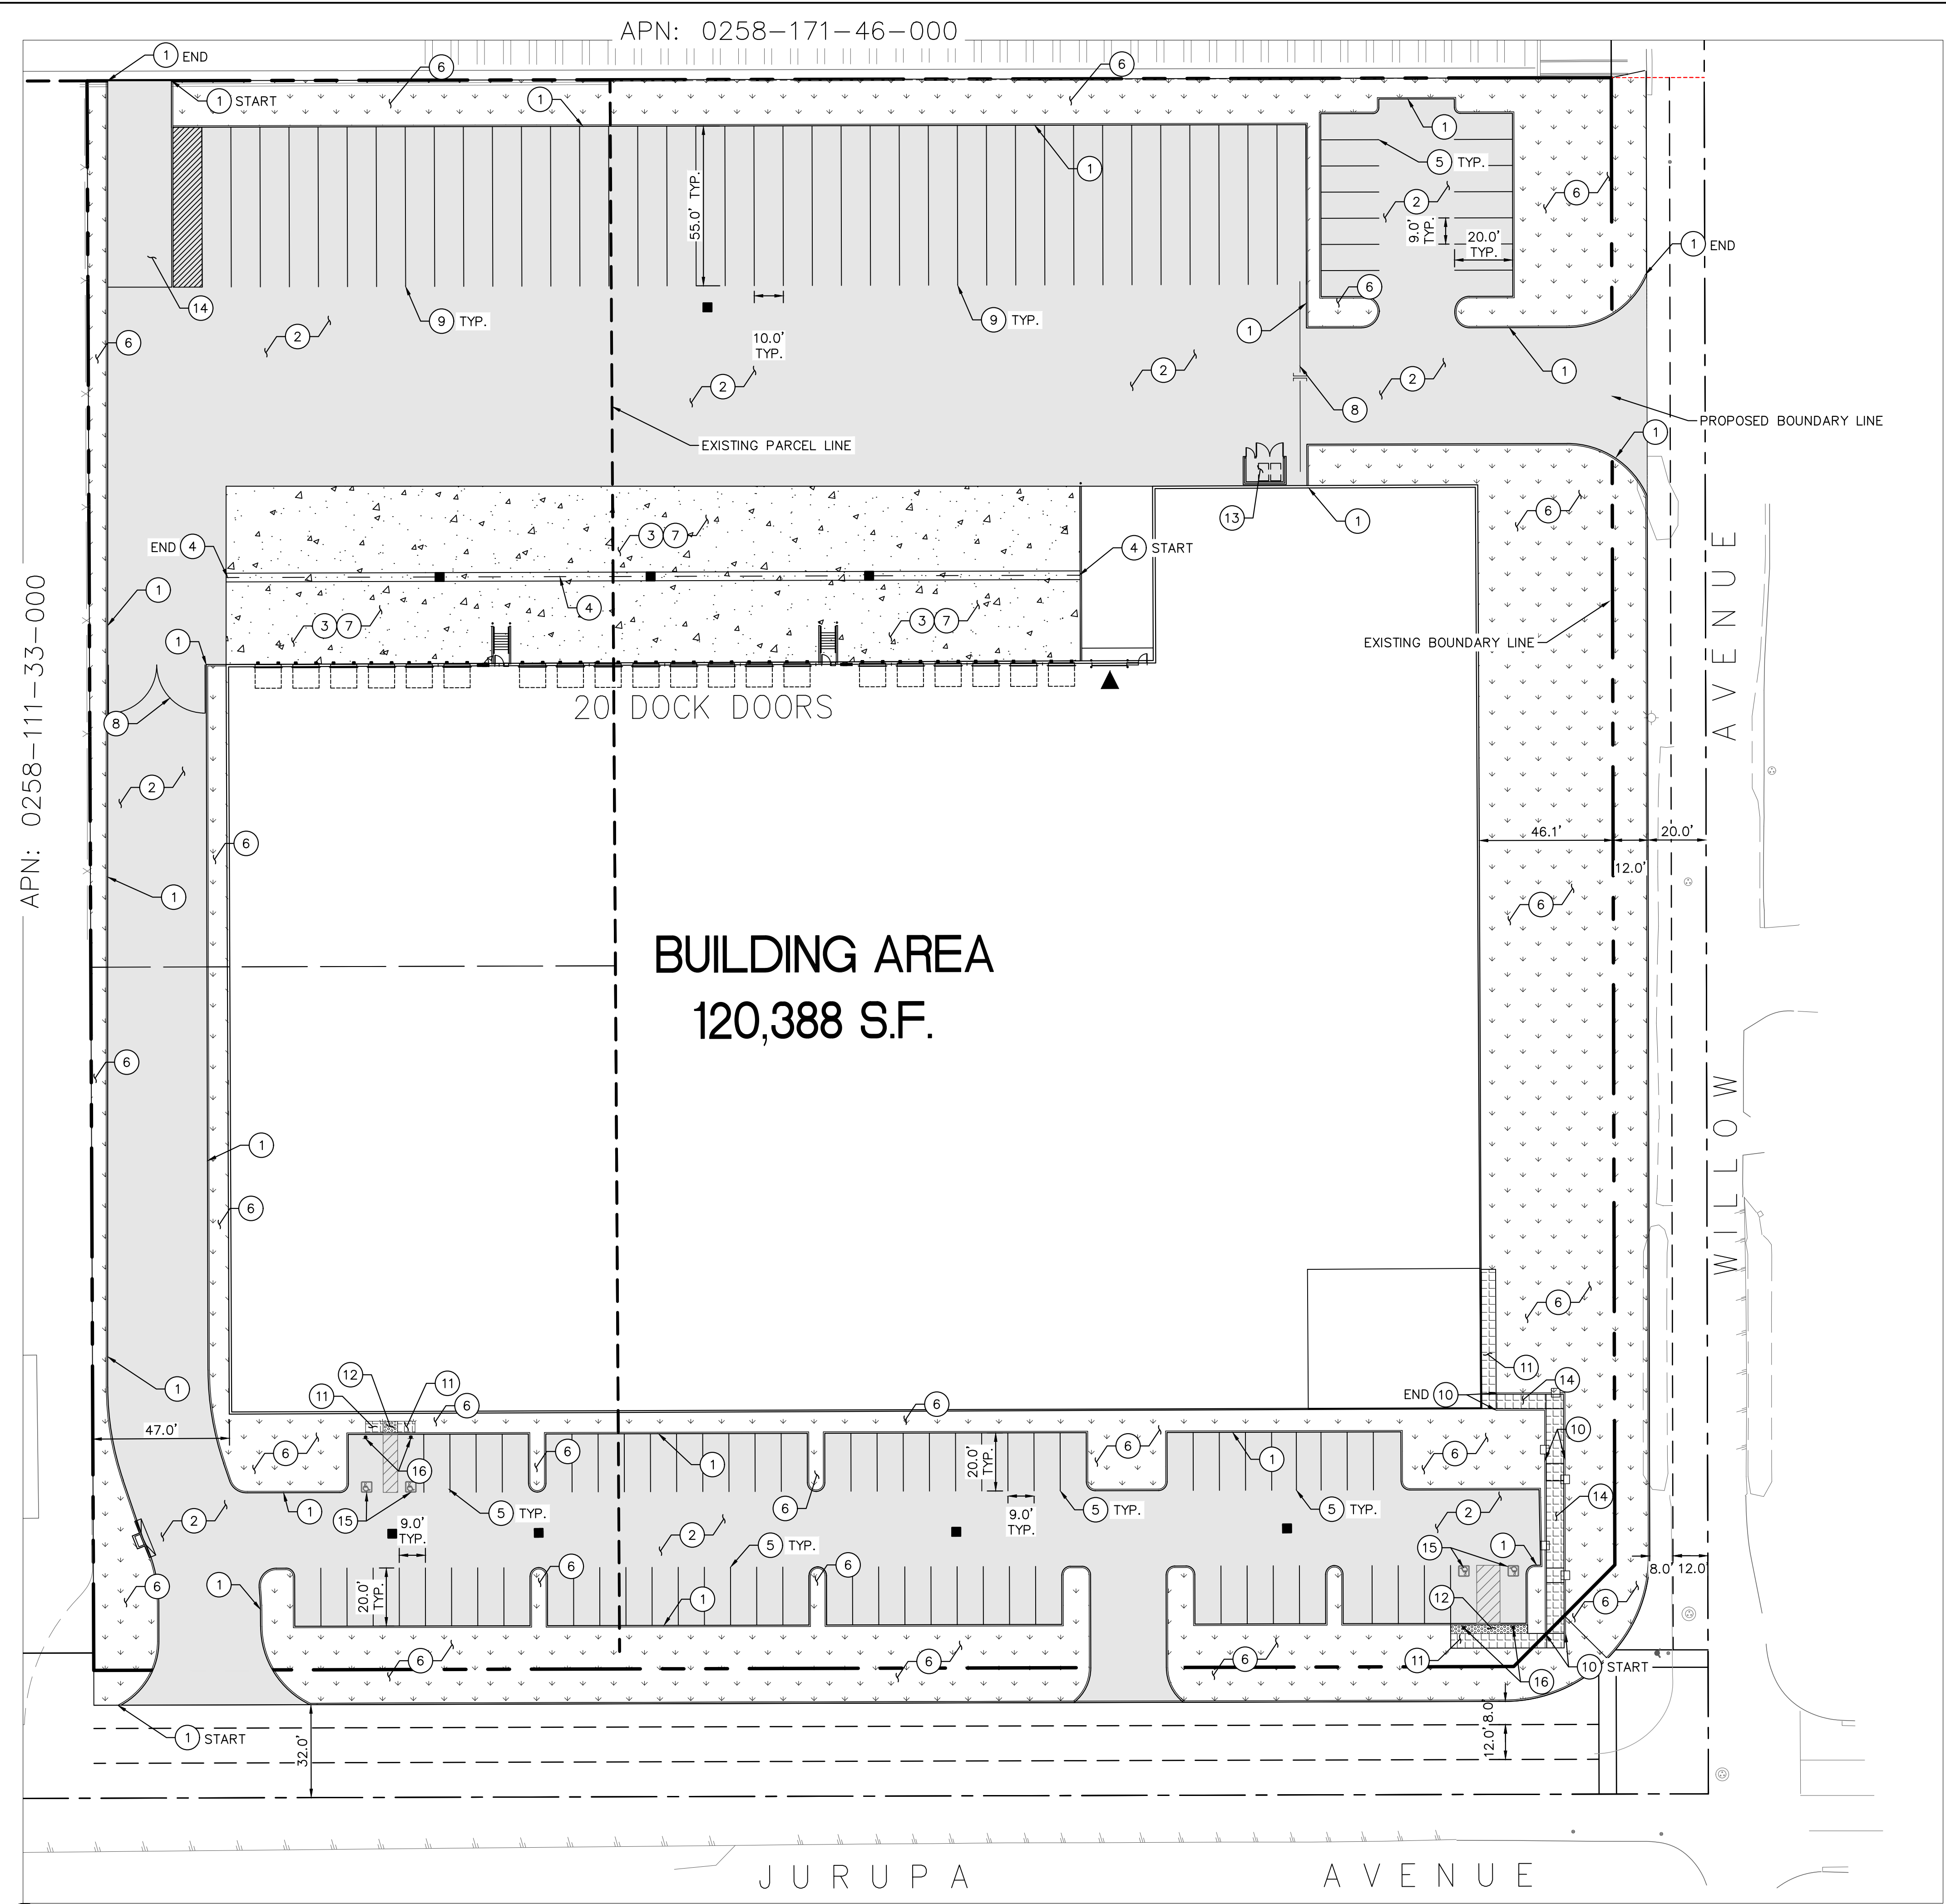 APN: 0258-171-46-000
1 END
6
6
1 START
1
1
1
5 TYP.
6
2
55.0' TYP.
9.0' TYP.
20.0' TYP.
1 END
14
6
9 TYP.
9 TYP.
6
2
1
10.0' TYP.
2
2
2
1
8
PROPOSED BOUNDARY LINE
EXISTING PARCEL LINE
1
13
1
6
3 7
END 4
4 START
4
1
3 7
3 7
1
EXISTING BOUNDARY LINE
20 DOCK DOORS
8
2
APN: 0258-111-33-000
WILLOW AVENUE
6
46.1'
20.0'
12.0'
1
6
BUILDING AREA
120,388 S.F.
6
1
6
6
11
12
11
11
14
END 10
1
6
6
47.0'
6
16
1
6
20.0' TYP.
6
1
6
10
15
1
9.0' TYP.
5 TYP.
6
9.0' TYP.
5 TYP.
5 TYP.
2
14
2
2
5 TYP.
15
1
6
1
20.0' TYP.
6
1
6
12
8.0'
12.0'
6
6
6
6
11
16
10 START
1 START
32.0'
12.0'
8.0'
JURUPA AVENUE